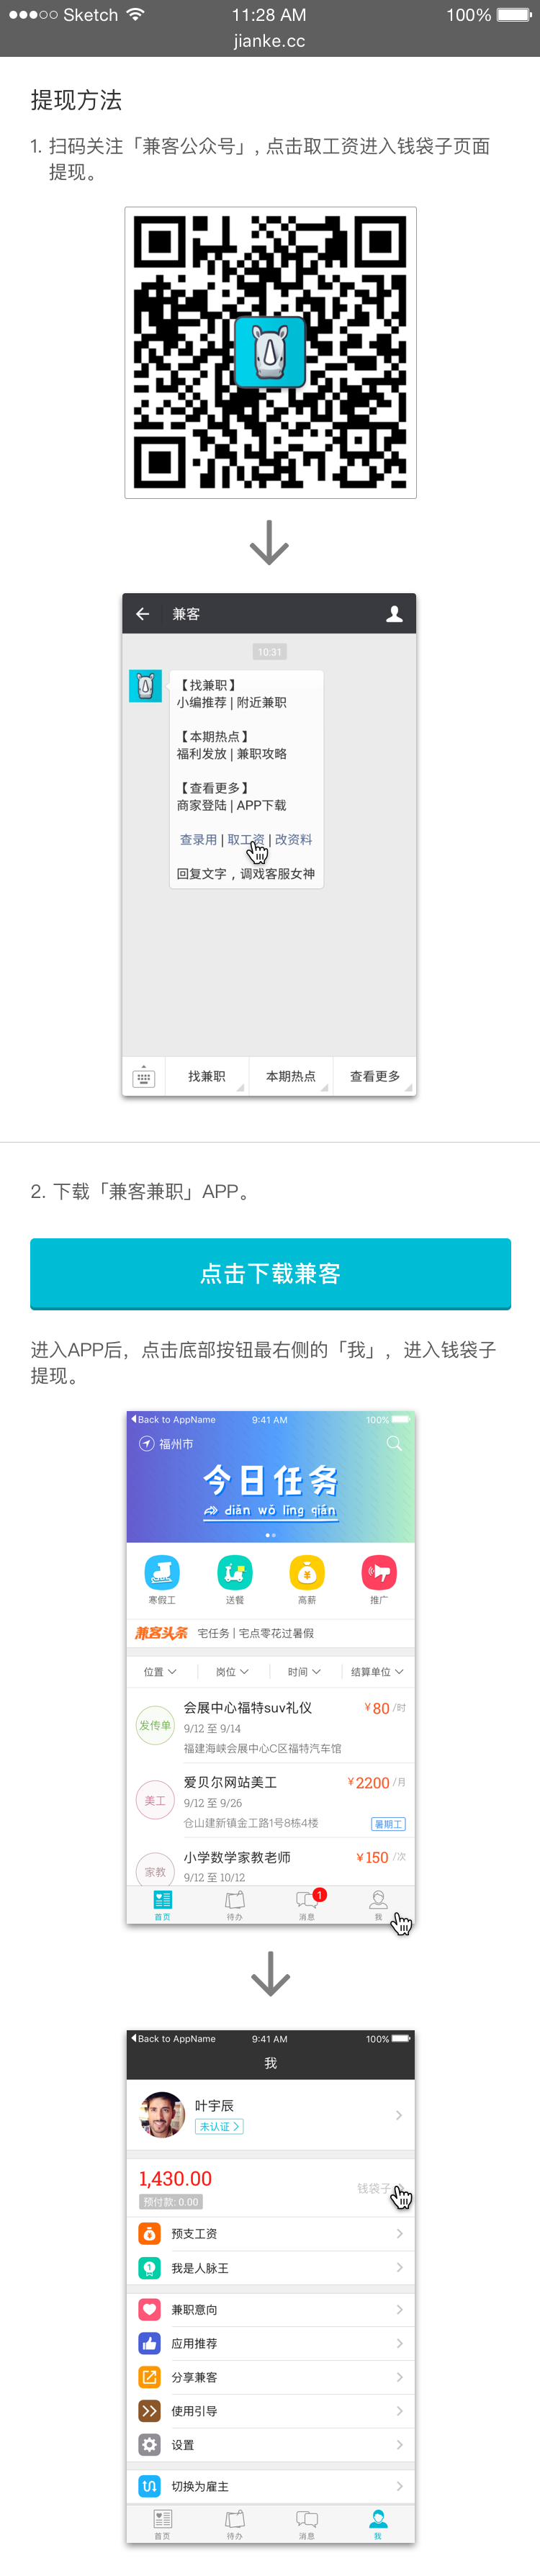 Sketch 11:28 AM 100%
jianke.cc
提现方法
1. 扫码关注「兼客公众号」, 点击取工资进入钱袋子页面
提现。
兼客
10:31
【找兼职】
小编推荐 | 附近兼职
【本期热点】
福利发放 | 兼职攻略
【查看更多】
商家登陆 | APP下载
查录用 | 取工资 | 改资料
回复文字，调戏客服女神
找兼职 本期热点 查看更多
2. 下载「兼客兼职」APP。
点击下载兼客
进入APP后，点击底部按钮最右侧的「我」，进入钱袋子
提现。
Back to AppName 9:41 AM 100%
福州市
今日任务
diǎn wǒ lǐng qián
寒假工 送餐 高薪 推广
兼客头条 宅任务 | 宅点零花过暑假
位置 岗位 时间 结算单位
发传单
会展中心福特suv礼仪 ¥80 /时
9/12 至 9/14
福建海峡会展中心C区福特汽车馆
美工
爱贝尔网站美工 ¥2200 /月
9/12 至 9/26
仓山建新镇金工路1号8栋4楼 暑期工
家教
小学数学家教老师 ¥150 /次
9/12 至 10/12
1
首页 待办 消息 我
Back to AppName 9:41 AM 100%
我
叶宇辰
未认证
1,430.00
钱袋子
预付款: 0.00
预支工资
我是人脉王
兼职意向
应用推荐
分享兼客
使用引导
设置
切换为雇主
首页 待办 消息 我